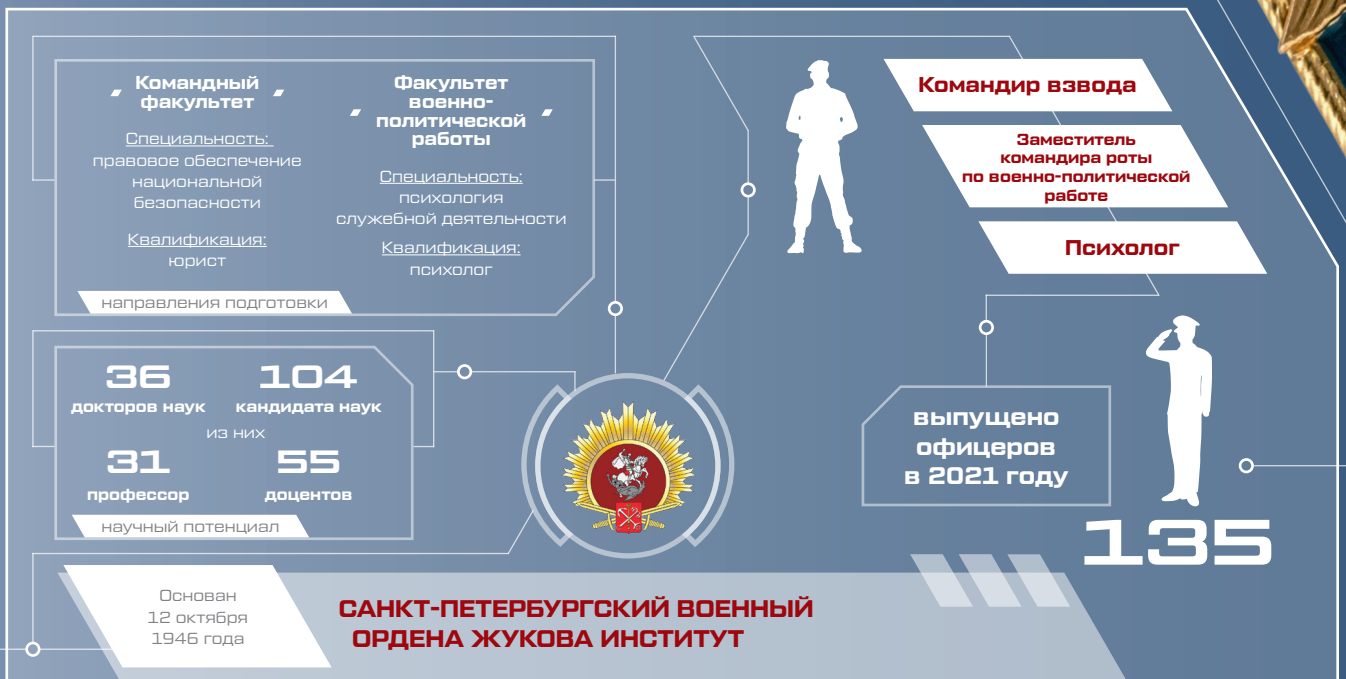 Командный
факультет
Специальность:
правовое обеспечение
национальной
безопасности
Квалификация:
юрист
Факультет
военно-
политической
работы
Специальность:
психология
служебной деятельности
Квалификация:
психолог
направления подготовки
Командир взвода
Заместитель
командира роты
по военно-политической
работе
Психолог
36 104
докторов наук кандидата наук
из них
31 55
профессор доцентов
научный потенциал
выпущено
офицеров
в 2021 году
135
Основан
12 октября
1946 года
САНКТ-ПЕТЕРБУРГСКИЙ ВОЕННЫЙ
ОРДЕНА ЖУКОВА ИНСТИТУТ